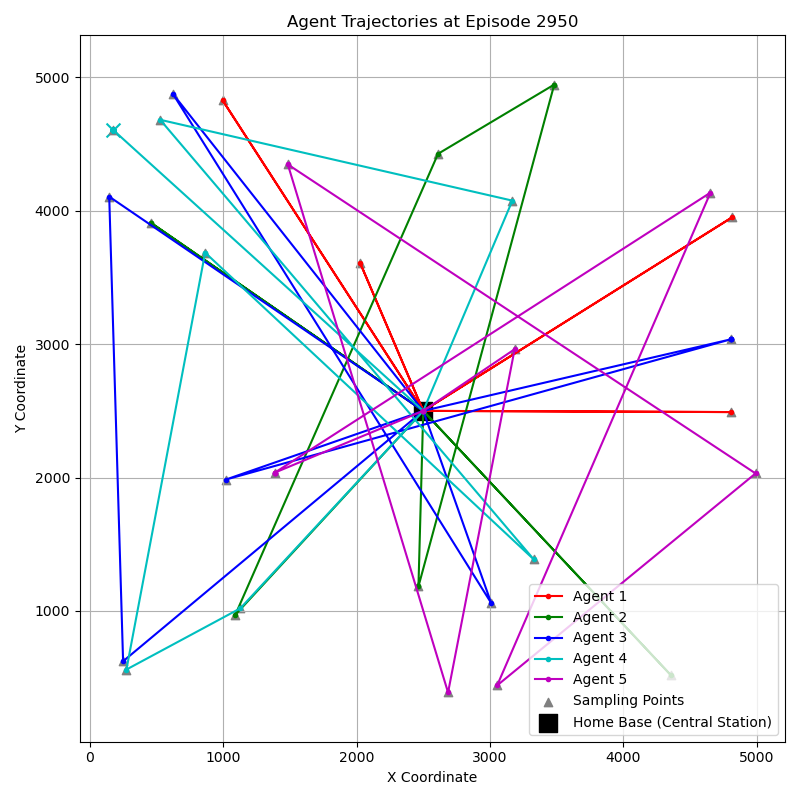 Agent Trajectories at Episode 2950
Y Coordinate
5000
4000
3000
2000
1000
0 1000 2000 3000 4000 5000
X Coordinate
Agent 1
Agent 2
Agent 3
Agent 4
Agent 5
Sampling Points
Home Base (Central Station)